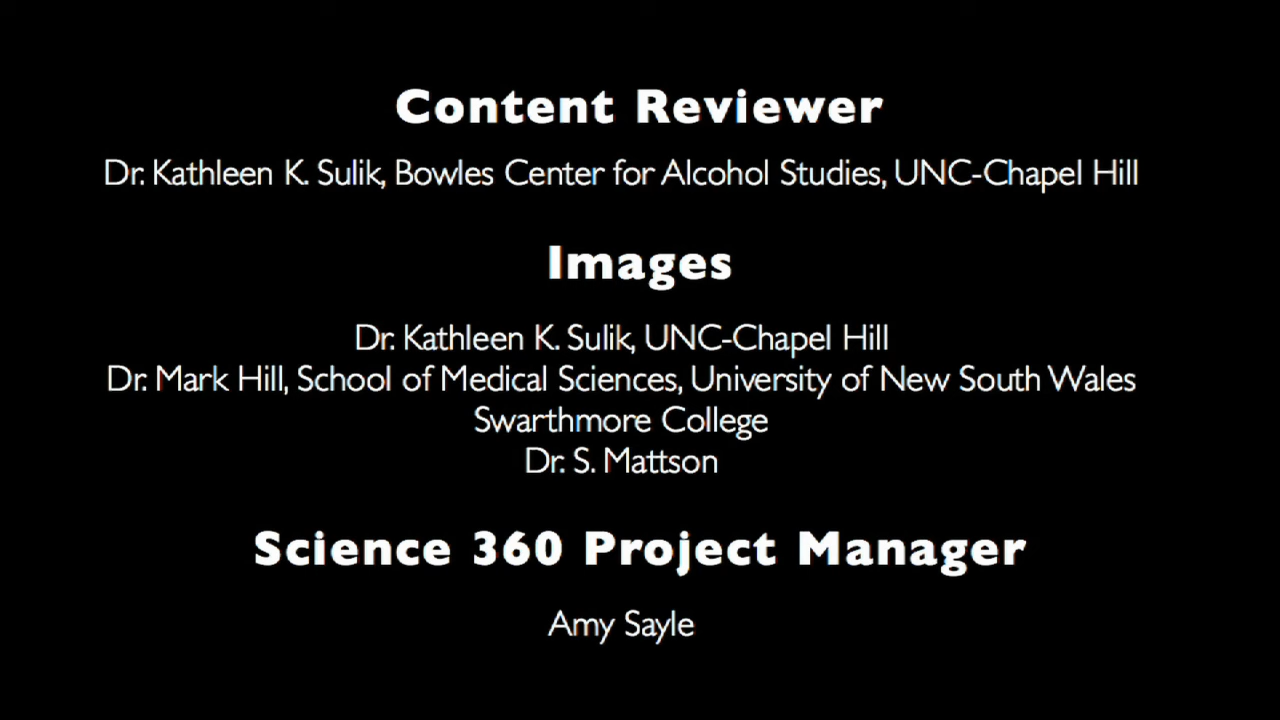 Content Reviewer
Dr. Kathleen K. Sulik, Bowles Center for Alcohol Studies, UNC-Chapel Hill
Images
Dr. Kathleen K. Sulik, UNC-Chapel Hill
Dr. Mark Hill, School of Medical Sciences, University of New South Wales
Swarthmore College
Dr. S. Mattson
Science 360 Project Manager
Amy Sayle